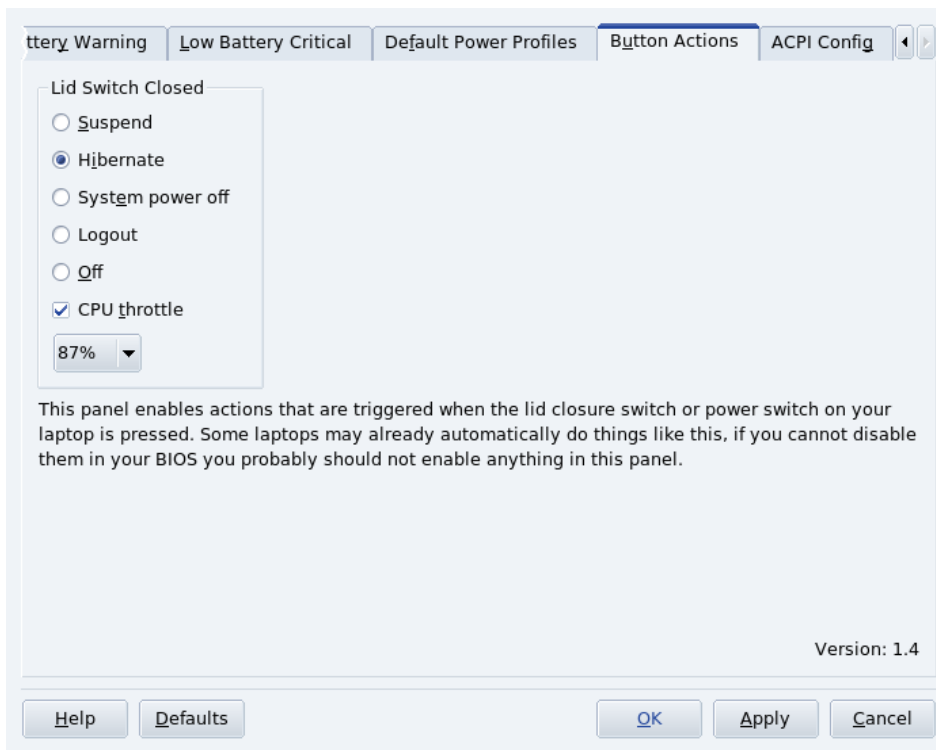 ttery Warning Low Battery Critical Default Power Profiles Button Actions ACPI Config
Lid Switch Closed
Suspend
Hibernate
System power off
Logout
Off
CPU throttle
87%
This panel enables actions that are triggered when the lid closure switch or power switch on your
laptop is pressed. Some laptops may already automatically do things like this, if you cannot disable
them in your BIOS you probably should not enable anything in this panel.
Version: 1.4
Help Defaults OK Apply Cancel